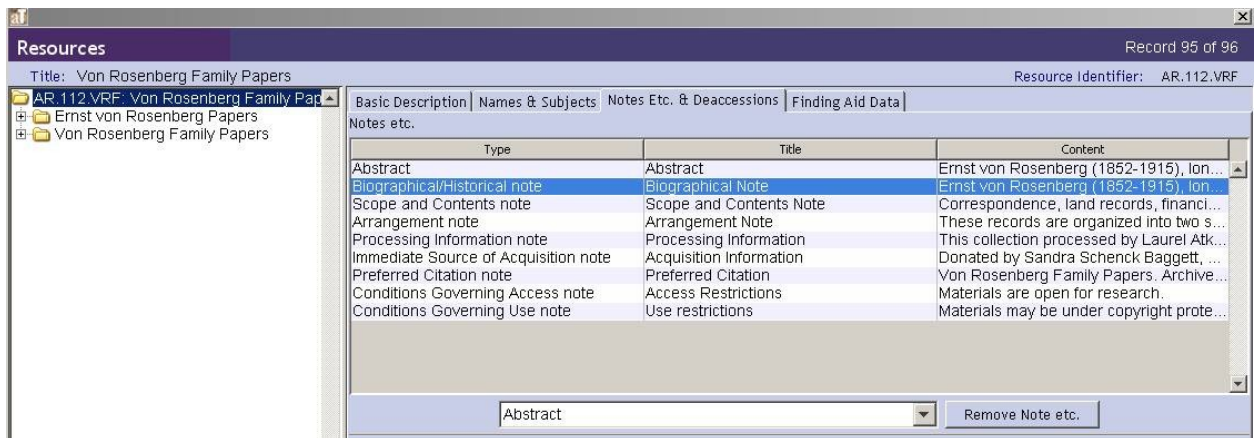 aT
Resources Record 95 of 96
Title: Von Rosenberg Family Papers Resource Identifier: AR.112.VRF
AR.112.VRF: Von Rosenberg Family Pap
Ernst von Rosenberg Papers
Von Rosenberg Family Papers
Basic Description Names & Subjects Notes Etc. & Deaccessions Finding Aid Data
Notes etc.
Type Title Content
Abstract Abstract Ernst von Rosenberg (1852-1915), lon...
Biographical/Historical note Biographical Note Ernst von Rosenberg (1852-1915), lon...
Scope and Contents note Scope and Contents Note Correspondence, land records, financi...
Arrangement note Arrangement Note These records are organized into two s...
Processing Information note Processing Information This collection processed by Laurel Atk...
Immediate Source of Acquisition note Acquisition Information Donated by Sandra Schenck Baggett, ...
Preferred Citation note Preferred Citation Von Rosenberg Family Papers. Archive...
Conditions Governing Access note Access Restrictions Materials are open for research.
Conditions Governing Use note Use restrictions Materials may be under copyright prote...
Abstract Remove Note etc.